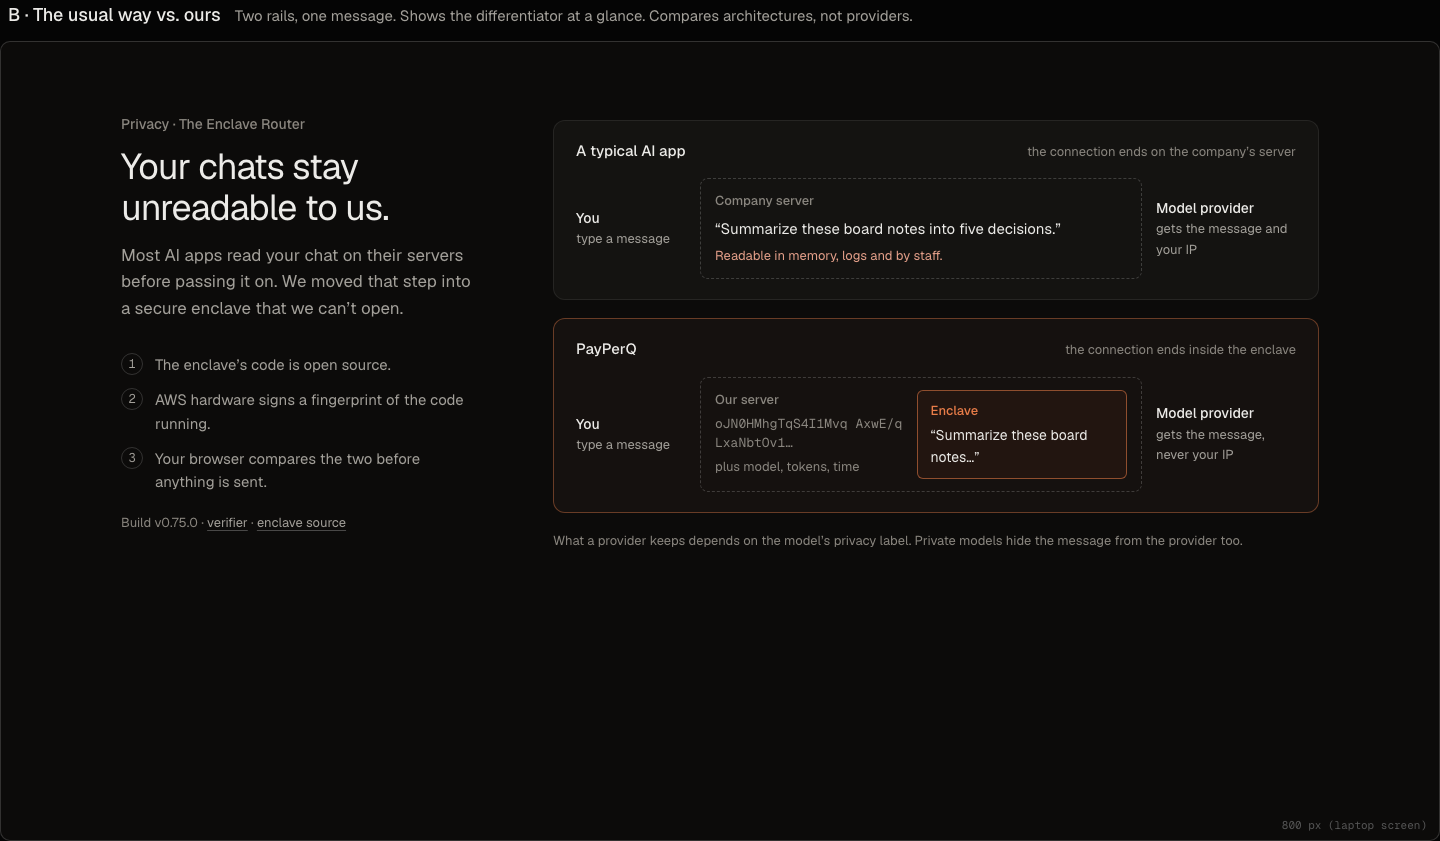 B · The usual way vs. ours Two rails, one message. Shows the differentiator at a glance. Compares architectures, not providers.
Privacy · The Enclave Router
Your chats stay
unreadable to us.
Most AI apps read your chat on their servers
before passing it on. We moved that step into
a secure enclave that we can’t open.
1 The enclave’s code is open source.
2 AWS hardware signs a fingerprint of the code
running.
3 Your browser compares the two before
anything is sent.
Build v0.75.0 · verifier · enclave source
A typical AI app
the connection ends on the company’s server
You
type a message
Company server
“Summarize these board notes into five decisions.”
Readable in memory, logs and by staff.
Model provider
gets the message and
your IP
PayPerQ
the connection ends inside the enclave
You
type a message
Our server
oJN0HMhgTqS4I1Mvq AxwE/q
LxaNbtOv1…
plus model, tokens, time
Enclave
“Summarize these board
notes…”
Model provider
gets the message,
never your IP
What a provider keeps depends on the model’s privacy label. Private models hide the message from the provider too.
800 px (laptop screen)